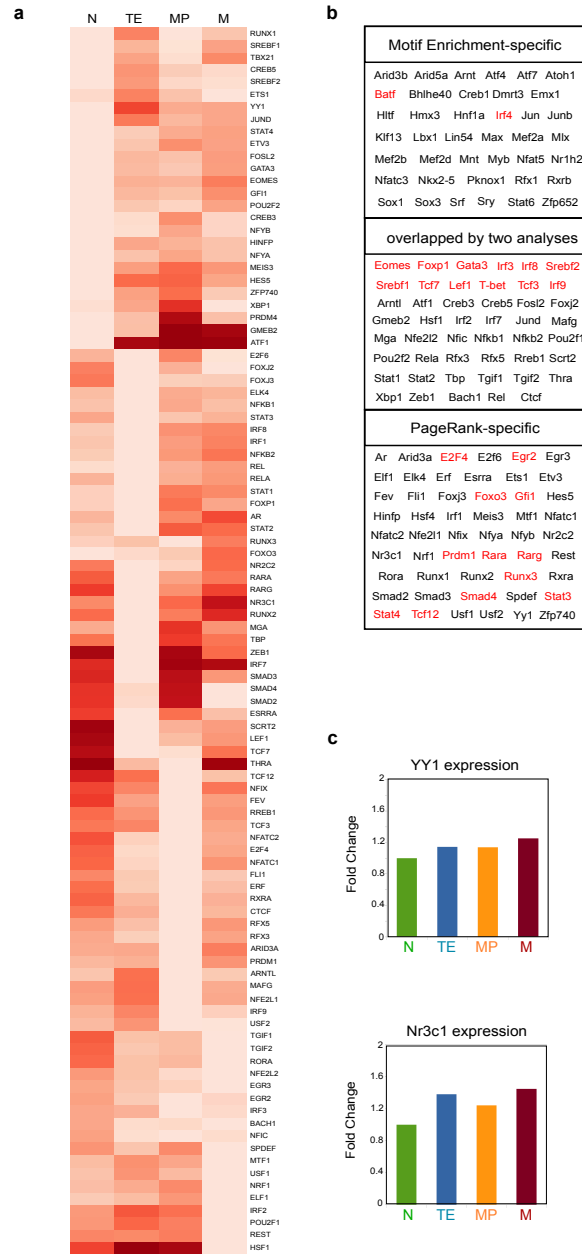 a
N TE MP M
RUNX1
SREBF1
TBX21
CREB5
SREBF2
ETS1
YY1
JUND
STAT4
ETV3
FOSL2
GATA3
EOMES
GFI1
POU2F2
CREB3
NFYB
HINFP
NFYA
MEIS3
HES5
ZFP740
XBP1
PRDM4
GMEB2
ATF1
E2F6
FOXJ2
FOXJ3
ELK4
NFKB1
STAT3
IRF8
IRF1
NFKB2
REL
RELA
STAT1
FOXP1
AR
STAT2
RUNX3
FOXO3
NR2C2
RARA
RARG
NR3C1
RUNX2
MGA
TBP
ZEB1
IRF7
SMAD3
SMAD4
SMAD2
ESRRA
SCRT2
LEF1
TCF7
THRA
TCF12
NFIX
FEV
RREB1
TCF3
NFATC2
E2F4
NFATC1
FLI1
ERF
RXRA
CTCF
RFX5
RFX3
ARID3A
PRDM1
ARNTL
MAFG
NFE2L1
IRF9
USF2
TGIF1
TGIF2
RORA
NFE2L2
EGR3
EGR2
IRF3
BACH1
NFIC
SPDEF
MTF1
USF1
NRF1
ELF1
IRF2
POU2F1
REST
HSF1
b
Motif Enrichment-specific
Arid3b Arid5a Arnt Atf4 Atf7 Atoh1
Batf Bhlhe40 Creb1 Dmrt3 Emx1
Hltf Hmx3 Hnf1a Irf4 Jun Junb
Klf13 Lbx1 Lin54 Max Mef2a Mlx
Mef2b Mef2d Mnt Myb Nfat5 Nr1h2
Nfatc3 Nkx2-5 Pknox1 Rfx1 Rxrb
Sox1 Sox3 Srf Sry Stat6 Zfp652
overlapped by two analyses
Eomes Foxp1 Gata3 Irf3 Irf8 Srebf2
Srebf1 Tcf7 Lef1 T-bet Tcf3 Irf9
Arntl Atf1 Creb3 Creb5 Fosl2 Foxj2
Gmeb2 Hsf1 Irf2 Irf7 Jund Mafg
Mga Nfe2l2 Nfic Nfkb1 Nfkb2 Pou2f1
Pou2f2 Rela Rfx3 Rfx5 Rreb1 Scrt2
Stat1 Stat2 Tbp Tgif1 Tgif2 Thra
Xbp1 Zeb1 Bach1 Rel Ctcf
PageRank-specific
Ar Arid3a E2F4 E2f6 Egr2 Egr3
Elf1 Elk4 Erf Esrra Ets1 Etv3
Fev Fli1 Foxj3 Foxo3 Gfi1 Hes5
Hinfp Hsf4 Irf1 Meis3 Mtf1 Nfatc1
Nfatc2 Nfe2l1 Nfix Nfya Nfyb Nr2c2
Nr3c1 Nrf1 Prdm1 Rara Rarg Rest
Rora Runx1 Runx2 Runx3 Rxra
Smad2 Smad3 Smad4 Spdef Stat3
Stat4 Tcf12 Usf1 Usf2 Yy1 Zfp740
c
YY1 expression
Fold Change
2
1.6
1.2
0.8
0.4
0
N TE MP M
Nr3c1 expression
Fold Change
2
1.6
1.2
0.8
0.4
0
N TE MP M